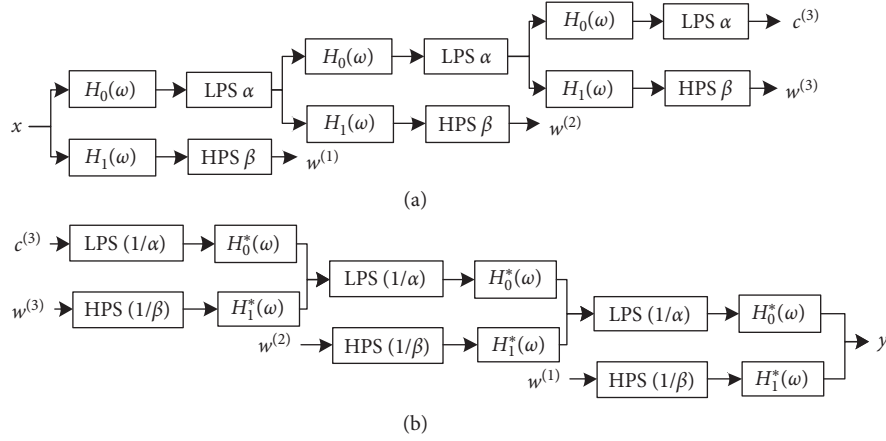 H₀(ω) LPS α c⁽³⁾
H₀(ω) LPS α
H₀(ω) LPS α H₁(ω) HPS β w⁽³⁾
x H₁(ω) HPS β w⁽²⁾
H₁(ω) HPS β w⁽¹⁾
(a)
c⁽³⁾ LPS (1/α) H₀*(ω)
LPS (1/α) H₀*(ω)
w⁽³⁾ HPS (1/β) H₁*(ω) LPS (1/α) H₀*(ω)
w⁽²⁾ HPS (1/β) H₁*(ω) y
w⁽¹⁾ HPS (1/β) H₁*(ω)
(b)